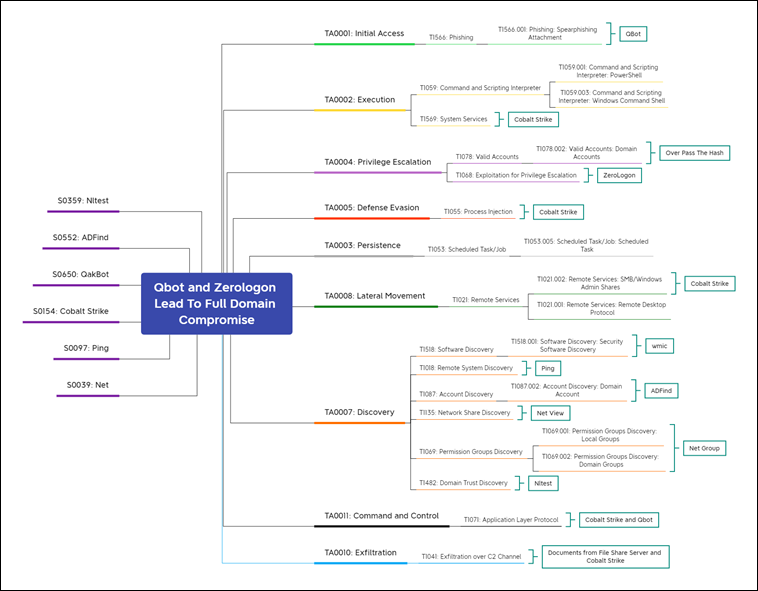 TA0001: Initial Access
T1566: Phishing
T1566.001: Phishing: Spearphishing
Attachment
QBot
TA0002: Execution
T1059: Command and Scripting Interpreter
T1059.001: Command and Scripting
Interpreter: PowerShell
T1059.003: Command and Scripting
Interpreter: Windows Command Shell
T1569: System Services
Cobalt Strike
TA0004: Privilege Escalation
T1078: Valid Accounts
T1078.002: Valid Accounts: Domain
Accounts
Over Pass The Hash
T1068: Exploitation for Privilege Escalation
ZeroLogon
TA0005: Defense Evasion
T1055: Process Injection
Cobalt Strike
TA0003: Persistence
T1053: Scheduled Task/Job
T1053.005: Scheduled Task/Job: Scheduled
Task
TA0008: Lateral Movement
T1021: Remote Services
T1021.002: Remote Services: SMB/Windows
Admin Shares
Cobalt Strike
T1021.001: Remote Services: Remote Desktop
Protocol
TA0007: Discovery
T1518: Software Discovery
T1518.001: Software Discovery: Security
Software Discovery
wmic
T1018: Remote System Discovery
Ping
T1087: Account Discovery
T1087.002: Account Discovery: Domain
Account
ADFind
T1135: Network Share Discovery
Net View
T1069: Permission Groups Discovery
T1069.001: Permission Groups Discovery:
Local Groups
T1069.002: Permission Groups Discovery:
Domain Groups
Net Group
T1482: Domain Trust Discovery
Nltest
TA0011: Command and Control
T1071: Application Layer Protocol
Cobalt Strike and Qbot
TA0010: Exfiltration
T1041: Exfiltration over C2 Channel
Documents from File Share Server and
Cobalt Strike
S0359: Nltest
S0552: ADFind
S0650: QakBot
S0154: Cobalt Strike
S0097: Ping
S0039: Net
Qbot and Zerologon
Lead To Full Domain
Compromise